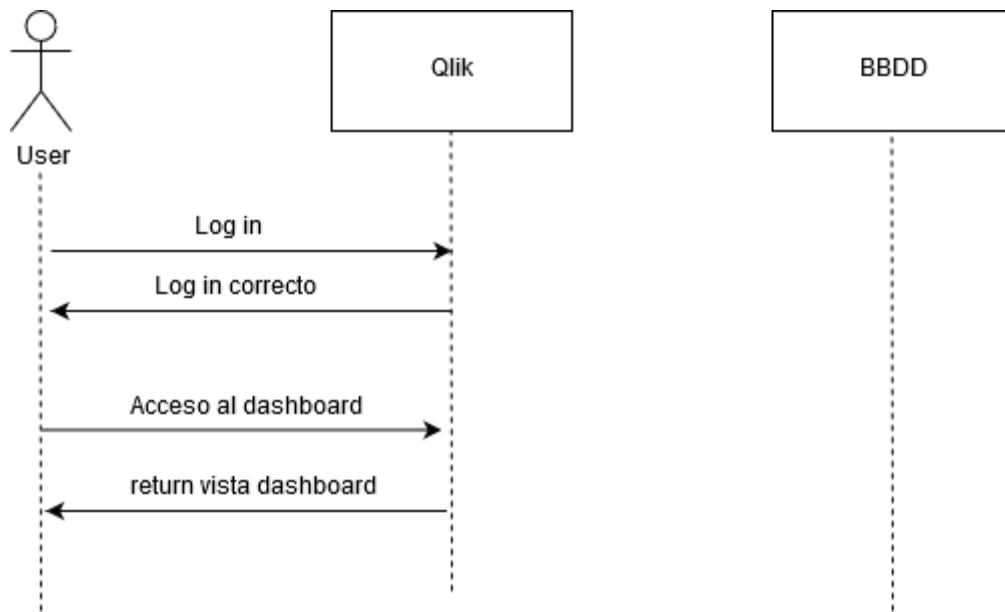 Qlik
BBDD
User
Log in
Log in correcto
Acceso al dashboard
return vista dashboard